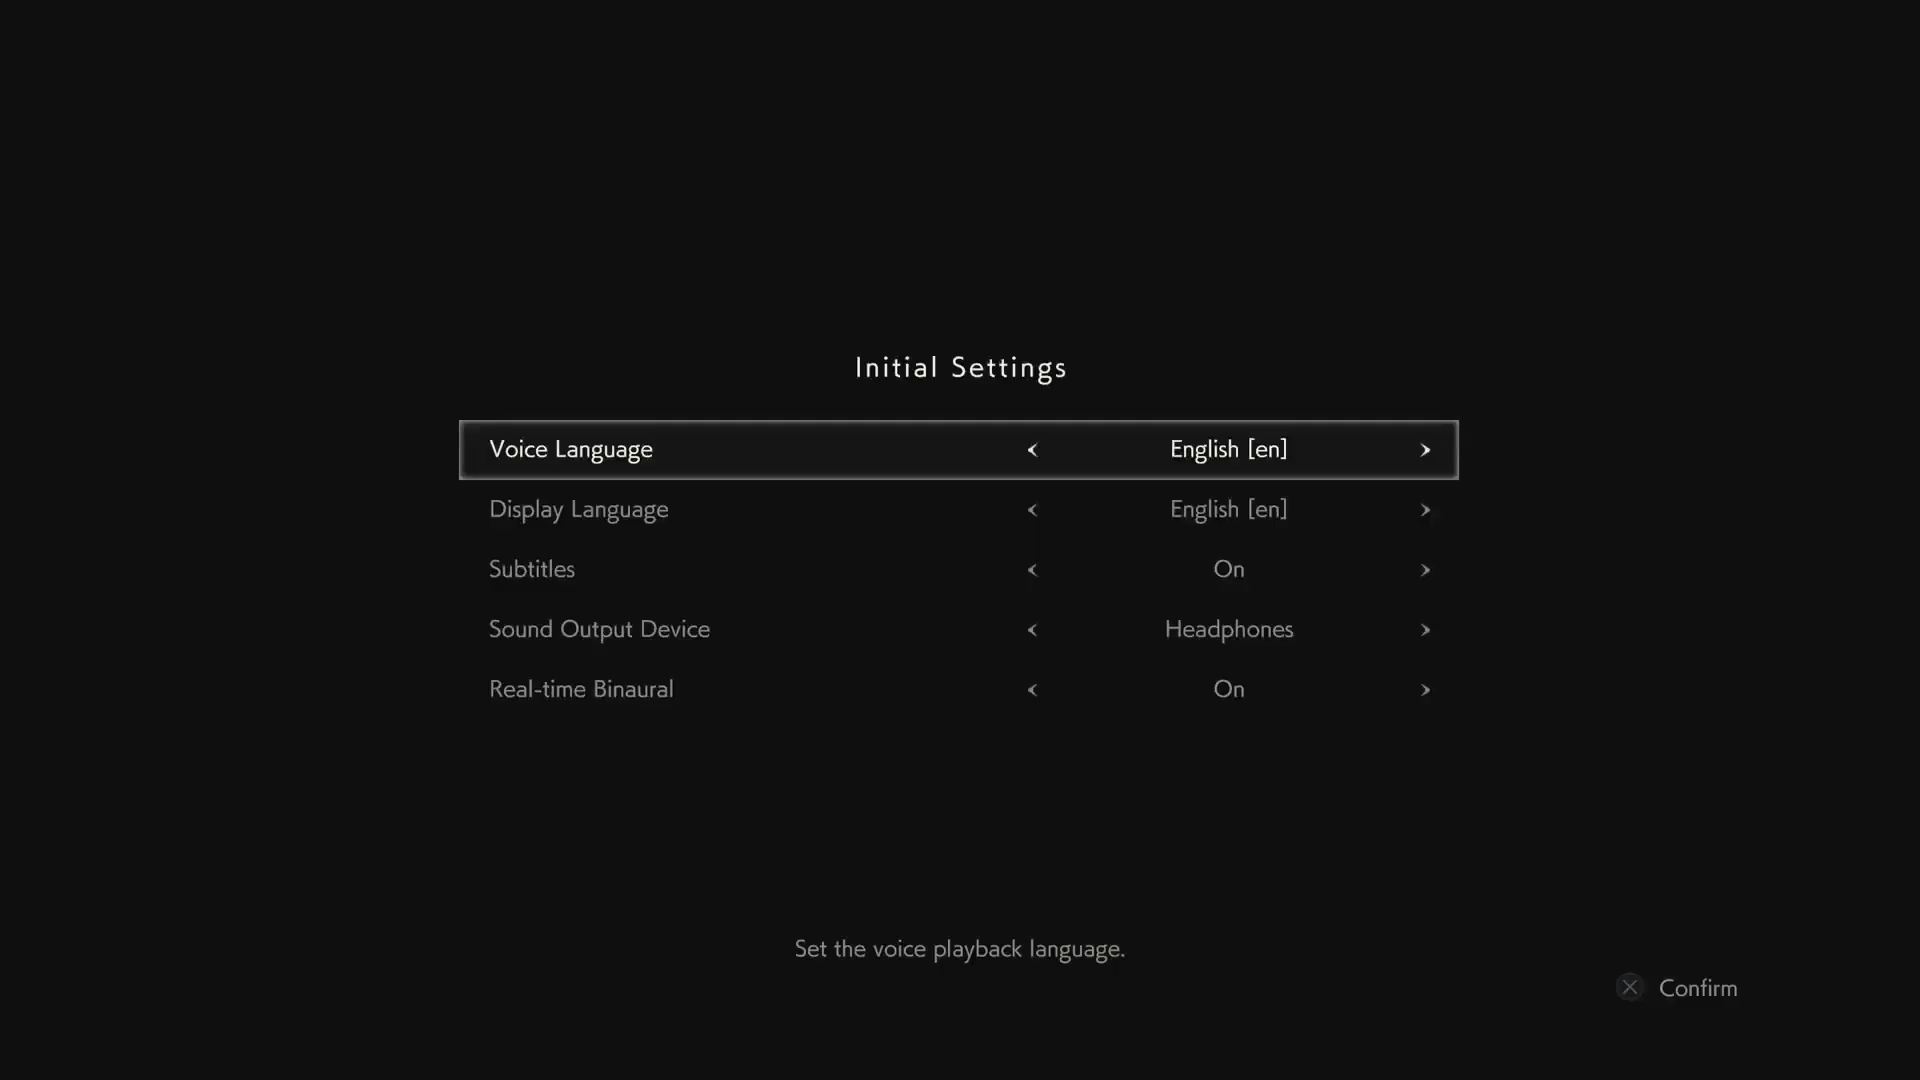 Initial Settings
Voice Language < English [en] >
Display Language < English [en] >
Subtitles < On >
Sound Output Device < Headphones >
Real-time Binaural < On >
Set the voice playback language.
Confirm